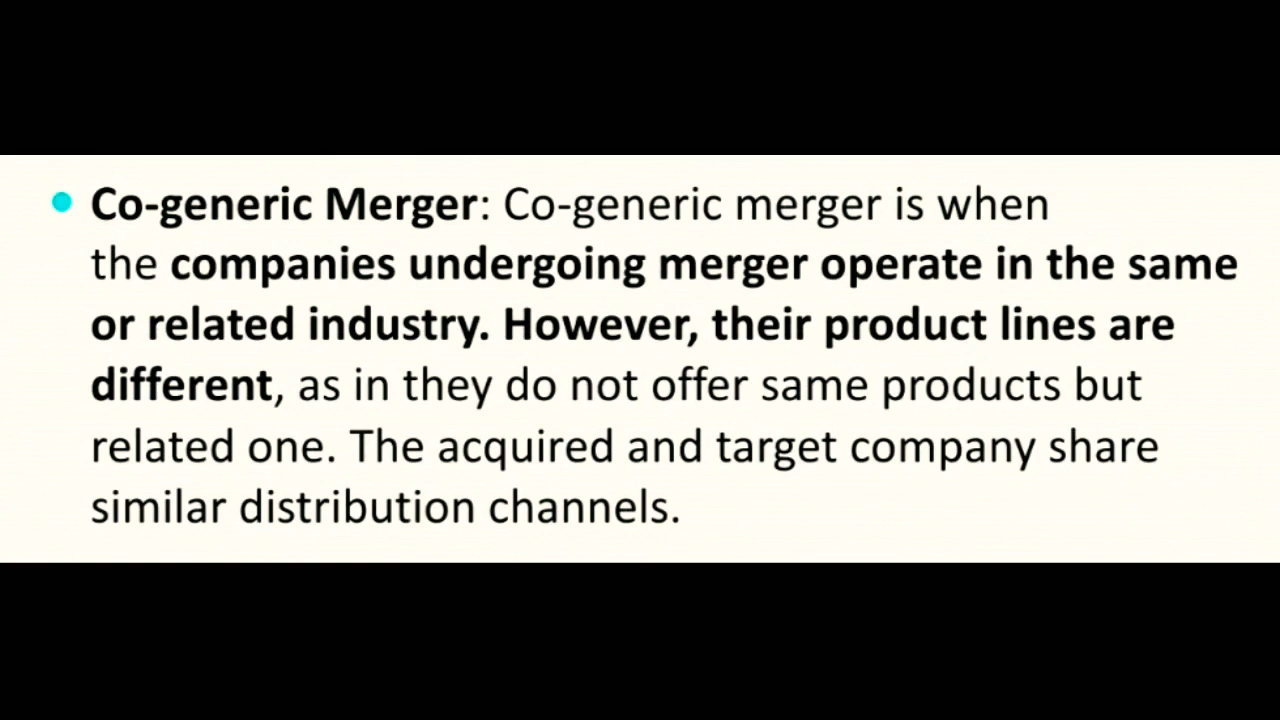 Co-generic Merger: Co-generic merger is when
the companies undergoing merger operate in the same
or related industry. However, their product lines are
different, as in they do not offer same products but
related one. The acquired and target company share
similar distribution channels.